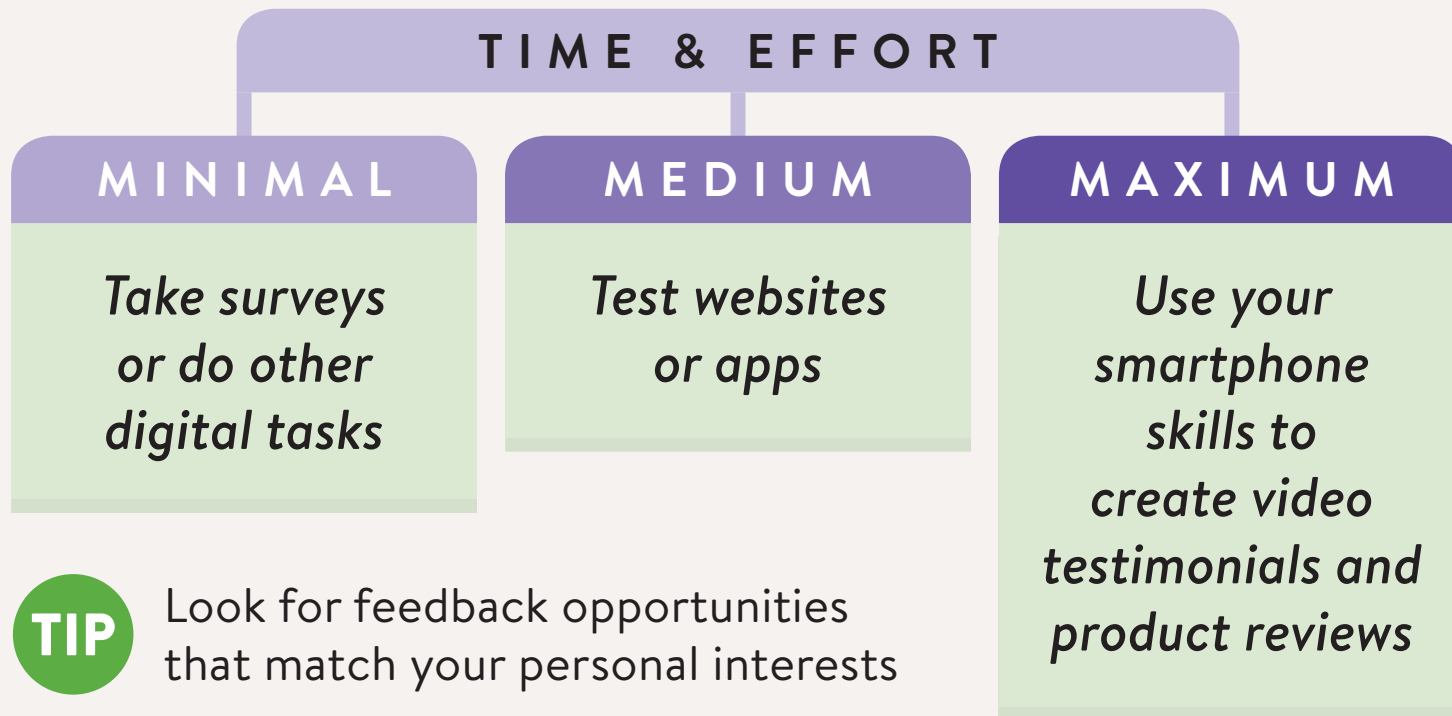 TIME & EFFORT
MINIMAL
Take surveys
or do other
digital tasks
MEDIUM
Test websites
or apps
MAXIMUM
Use your
smartphone
skills to
create video
testimonials and
product reviews
TIP
Look for feedback opportunities
that match your personal interests